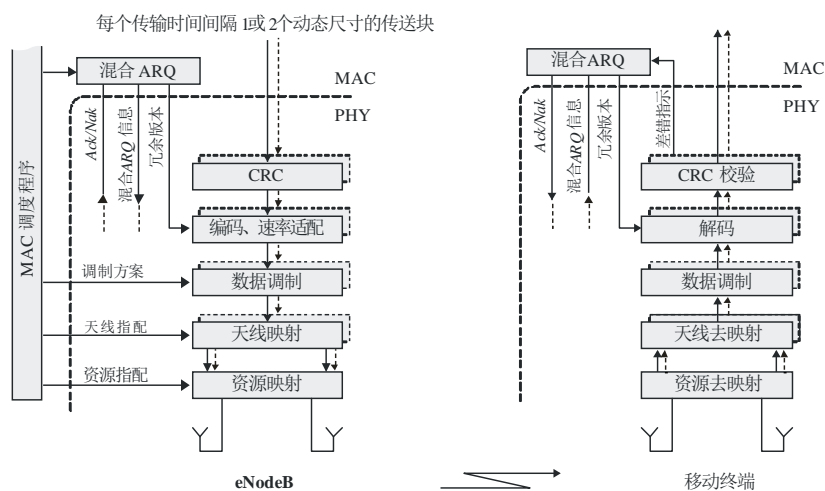 每个传输时间间隔 1或 2个动态尺寸的传送块
MAC 调度程序
混合 ARQ
MAC
PHY
Ack/Nak
混合ARQ 信息
冗余版本
CRC
编码、速率适配
调制方案
数据调制
天线指配
天线映射
资源指配
资源映射
eNodeB
混合ARQ
MAC
PHY
Ack/Nak
混合ARQ 信息
冗余版本
差错指示
CRC 校验
解码
数据调制
天线去映射
资源去映射
移动终端